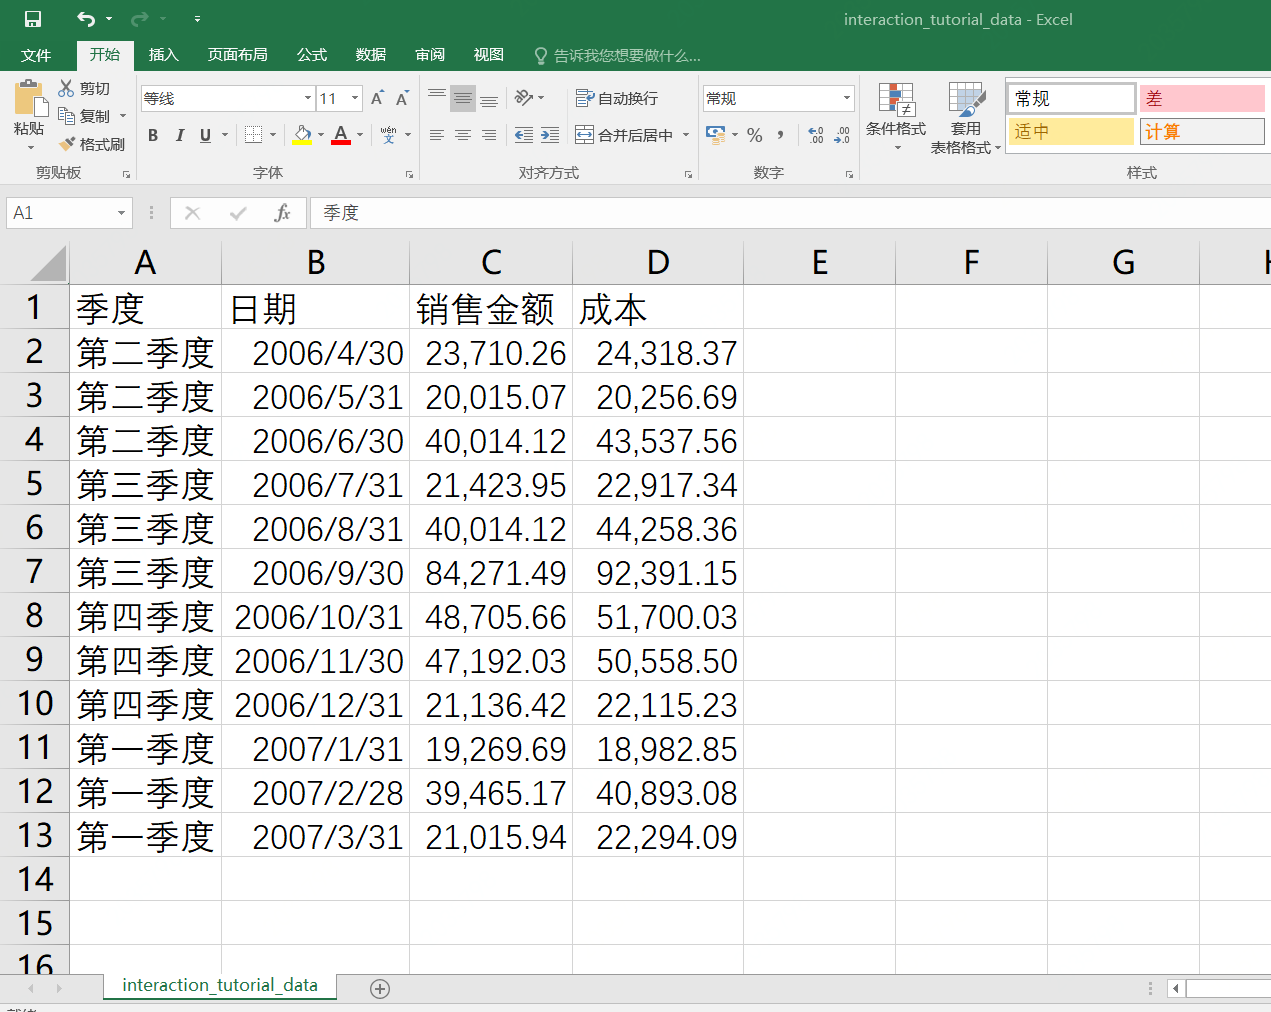 interaction_tutorial_data - Excel
文件 开始 插入 页面布局 公式 数据 审阅 视图 告诉我您想要做什么...
粘贴 剪切 复制 格式刷 剪贴板
等线 11 A A
B I U A wén 文 字体
自动换行
合并后居中
对齐方式
常规
% , .0 .00 .00 .0
数字
条件格式 套用 表格格式
常规 差
适中 计算
样式
A1 fx 季度
A B C D E F G H
1 季度 日期 销售金额 成本
2 第二季度 2006/4/30 23,710.26 24,318.37
3 第二季度 2006/5/31 20,015.07 20,256.69
4 第二季度 2006/6/30 40,014.12 43,537.56
5 第三季度 2006/7/31 21,423.95 22,917.34
6 第三季度 2006/8/31 40,014.12 44,258.36
7 第三季度 2006/9/30 84,271.49 92,391.15
8 第四季度 2006/10/31 48,705.66 51,700.03
9 第四季度 2006/11/30 47,192.03 50,558.50
10 第四季度 2006/12/31 21,136.42 22,115.23
11 第一季度 2007/1/31 19,269.69 18,982.85
12 第一季度 2007/2/28 39,465.17 40,893.08
13 第一季度 2007/3/31 21,015.94 22,294.09
14
15
16
interaction_tutorial_data